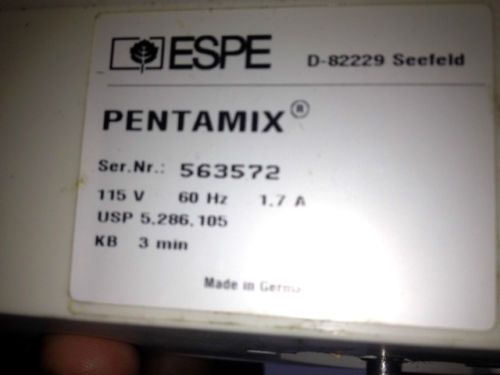 ESPE D-82229 Seefeld
PENTAMIX®
Ser.Nr.: 563572
115 V 60 Hz 1.7 A
USP 5.286.105
KB 3 min
Made in